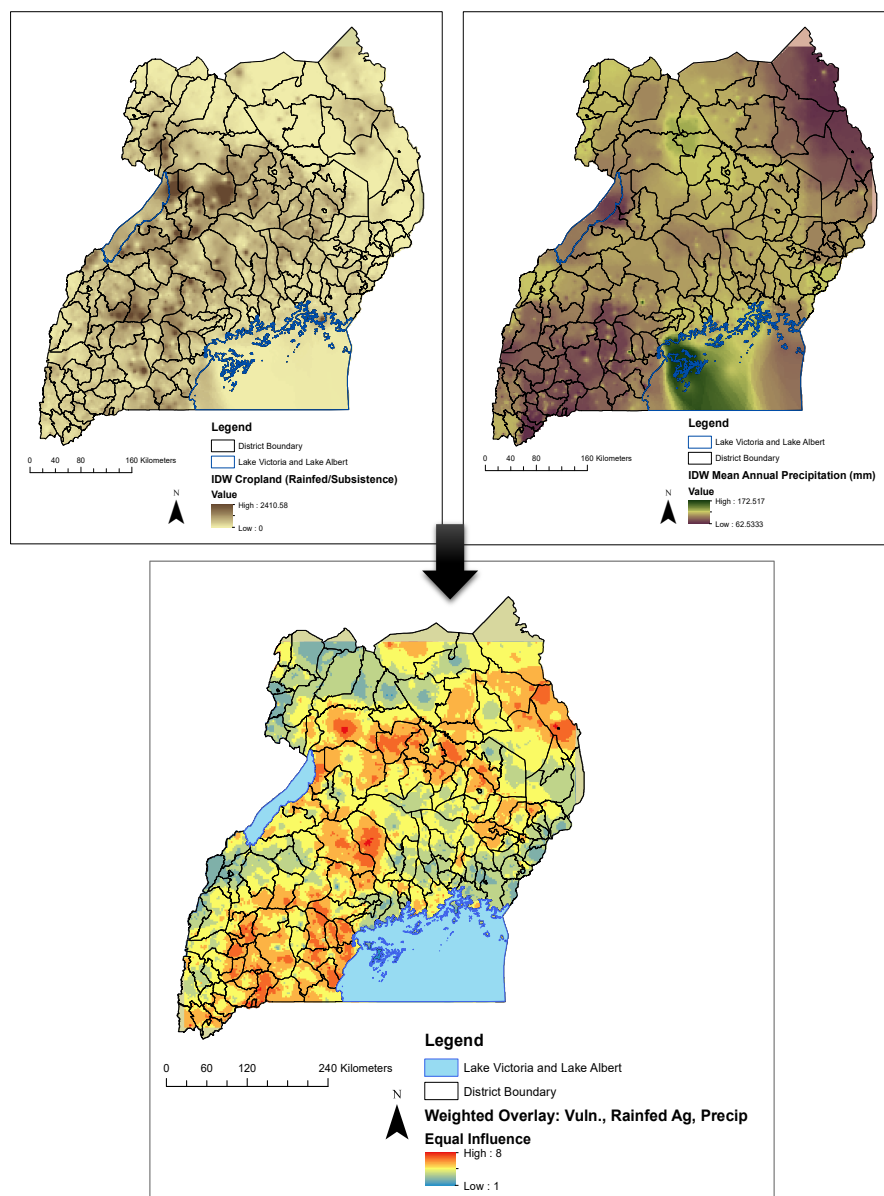 Legend
District Boundary
Lake Victoria and Lake Albert
0 40 80 160 Kilometers
IDW Cropland (Rainfed/Subsistence)
Value
N
High : 2410.58
Low : 0
Legend
Lake Victoria and Lake Albert
District Boundary
0 40 80 160 Kilometers
IDW Mean Annual Precipitation (mm)
Value
N
High : 172.517
Low : 62.5333
Legend
Lake Victoria and Lake Albert
0 60 120 240 Kilometers
District Boundary
N
Weighted Overlay: Vuln., Rainfed Ag, Precip
Equal Influence
High : 8
Low : 1